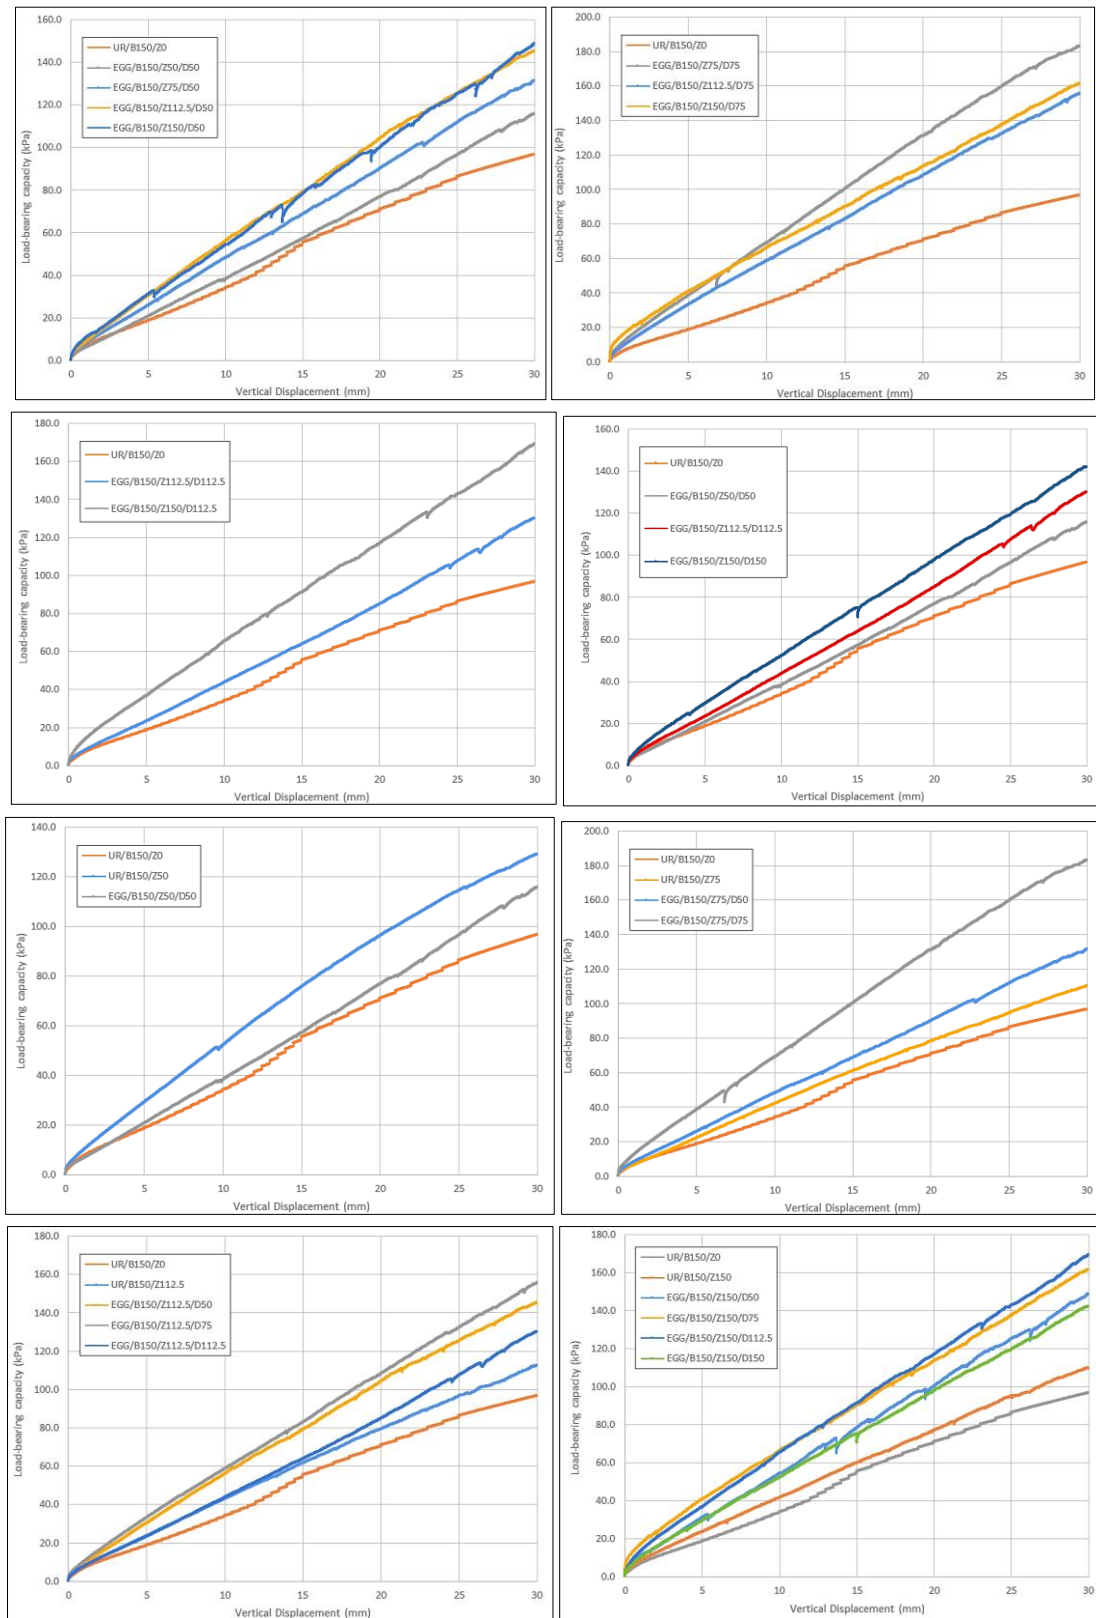 160.0
140.0
120.0
100.0
80.0
60.0
40.0
20.0
0.0
Load-bearing capacity (kPa)
UR/B150/Z0
EGG/B150/Z50/D50
EGG/B150/Z75/D50
EGG/B150/Z112.5/D50
EGG/B150/Z150/D50
0 5 10 15 20 25 30
Vertical Displacement (mm)
200.0
180.0
160.0
140.0
120.0
100.0
80.0
60.0
40.0
20.0
0.0
Load-bearing capacity (kPa)
UR/B150/Z0
EGG/B150/Z75/D75
EGG/B150/Z112.5/D75
EGG/B150/Z150/D75
0 5 10 15 20 25 30
Vertical Displacement (mm)
180.0
160.0
140.0
120.0
100.0
80.0
60.0
40.0
20.0
0.0
Load-bearing capacity (kPa)
UR/B150/Z0
EGG/B150/Z112.5/D112.5
EGG/B150/Z150/D112.5
0 5 10 15 20 25 30
Vertical Displacement (mm)
160.0
140.0
120.0
100.0
80.0
60.0
40.0
20.0
0.0
Load-bearing capacity (kPa)
UR/B150/Z0
EGG/B150/Z50/D50
EGG/B150/Z112.5/D112.5
EGG/B150/Z150/D150
0 5 10 15 20 25 30
Vertical Displacement (mm)
140.0
120.0
100.0
80.0
60.0
40.0
20.0
0.0
Load-bearing capacity (kPa)
UR/B150/Z0
UR/B150/Z50
EGG/B150/Z50/D50
0 5 10 15 20 25 30
Vertical Displacement (mm)
200.0
180.0
160.0
140.0
120.0
100.0
80.0
60.0
40.0
20.0
0.0
Load-bearing capacity (kPa)
UR/B150/Z0
UR/B150/Z75
EGG/B150/Z75/D50
EGG/B150/Z75/D75
0 5 10 15 20 25 30
Vertical Displacement (mm)
180.0
160.0
140.0
120.0
100.0
80.0
60.0
40.0
20.0
0.0
Load-bearing capacity (kPa)
UR/B150/Z0
UR/B150/Z112.5
EGG/B150/Z112.5/D50
EGG/B150/Z112.5/D75
EGG/B150/Z112.5/D112.5
0 5 10 15 20 25 30
Vertical Displacement (mm)
180.0
160.0
140.0
120.0
100.0
80.0
60.0
40.0
20.0
0.0
Load-bearing capacity (kPa)
UR/B150/Z0
UR/B150/Z150
EGG/B150/Z150/D50
EGG/B150/Z150/D75
EGG/B150/Z150/D112.5
EGG/B150/Z150/D150
0 5 10 15 20 25 30
Vertical Displacement (mm)